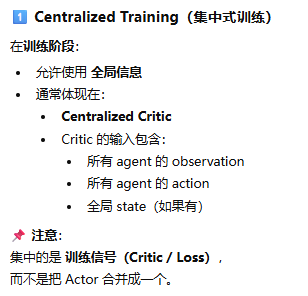 1️⃣ Centralized Training（集中式训练）
在训练阶段：
• 允许使用 全局信息
• 通常体现在：
• Centralized Critic
• Critic 的输入包含：
• 所有 agent 的 observation
• 所有 agent 的 action
• 全局 state（如果有）
📌 注意：
集中的是 训练信号（Critic / Loss），
而不是把 Actor 合并成一个。